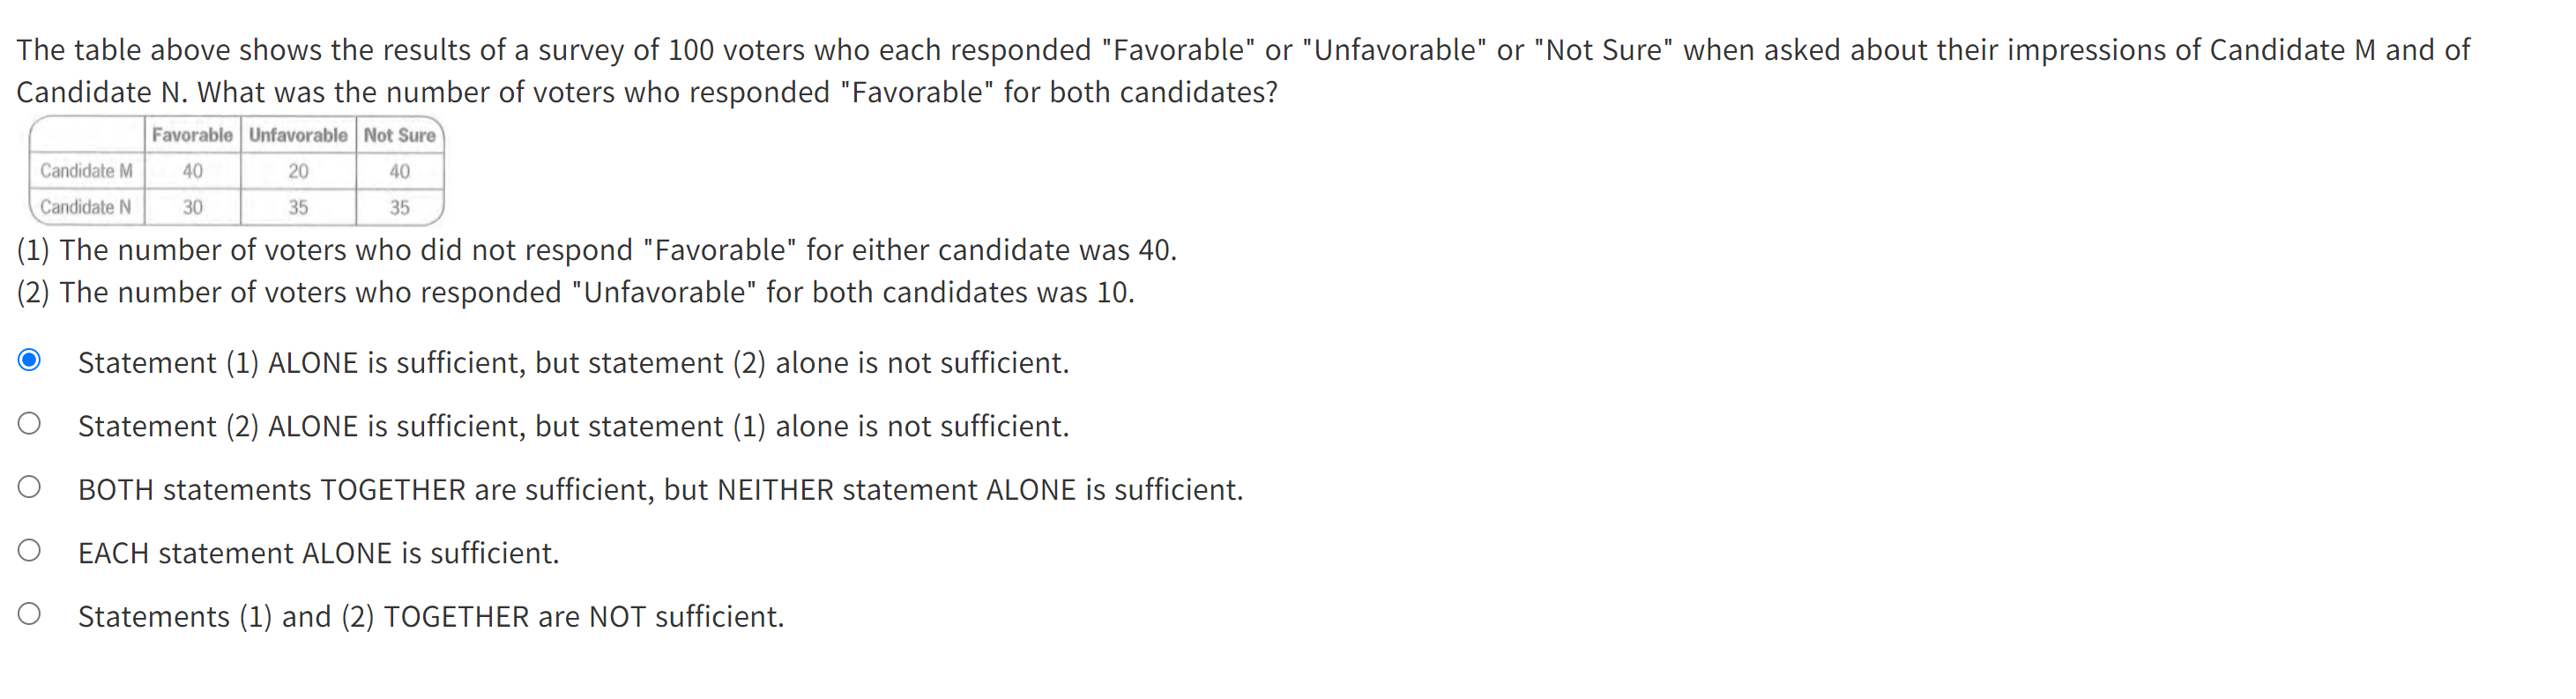 The table above shows the results of a survey of 100 voters who each responded "Favorable" or "Unfavorable" or "Not Sure" when asked about their impressions of Candidate M and of
Candidate N. What was the number of voters who responded "Favorable" for both candidates?
Favorable Unfavorable Not Sure
Candidate M 40 20 40
Candidate N 30 35 35
(1) The number of voters who did not respond "Favorable" for either candidate was 40.
(2) The number of voters who responded "Unfavorable" for both candidates was 10.
Statement (1) ALONE is sufficient, but statement (2) alone is not sufficient.
Statement (2) ALONE is sufficient, but statement (1) alone is not sufficient.
BOTH statements TOGETHER are sufficient, but NEITHER statement ALONE is sufficient.
EACH statement ALONE is sufficient.
Statements (1) and (2) TOGETHER are NOT sufficient.